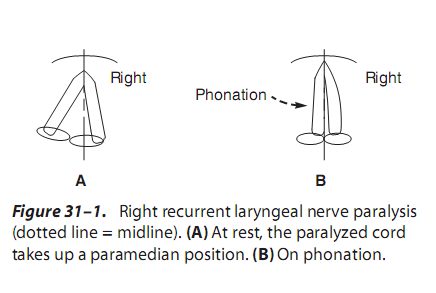 Right
Right
Phonation
A
B
Figure 31–1. Right recurrent laryngeal nerve paralysis
(dotted line = midline). (A) At rest, the paralyzed cord
takes up a paramedian position. (B) On phonation.